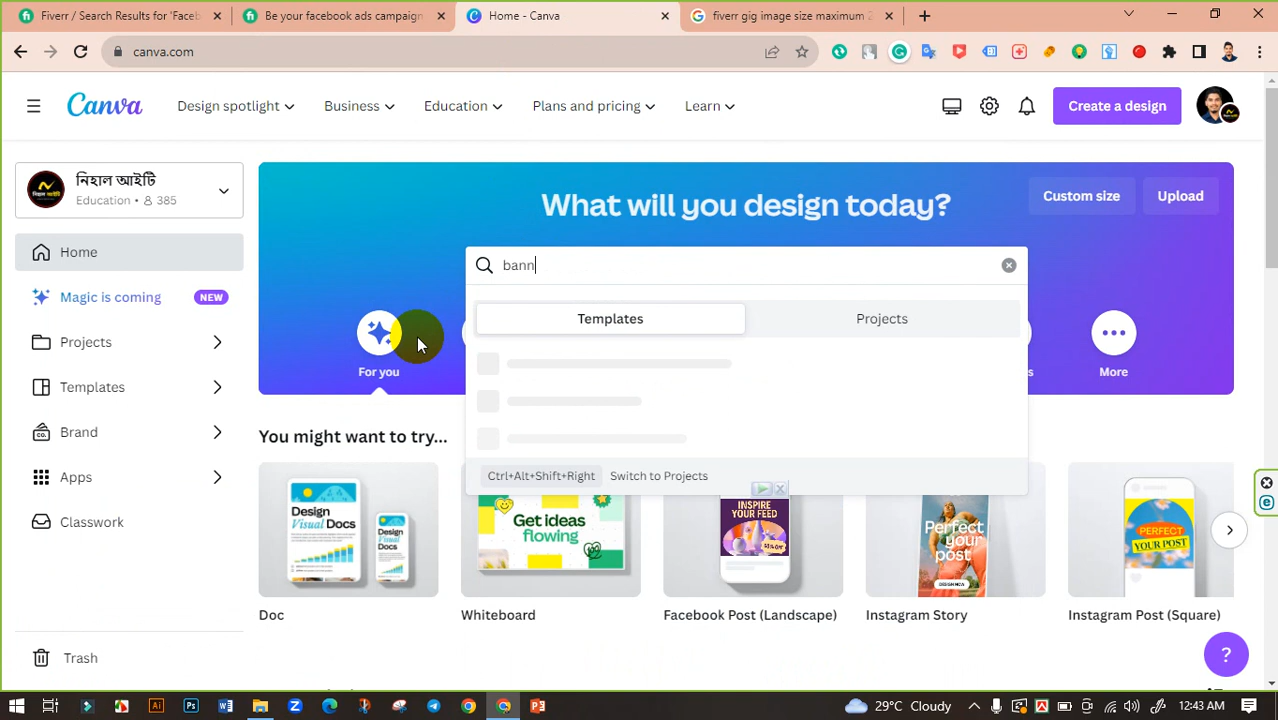 Fiverr / Search Results for 'Faceb
Be your facebook ads campaign
Home - Canva
fiverr gig image size maximum 2
canva.com
Canva
Design spotlight
Business
Education
Plans and pricing
Learn
Create a design
নিহাল আইটি
Education • 385
Home
Magic is coming
NEW
Projects
Templates
Brand
Apps
Classwork
Trash
What will you design today?
Custom size
Upload
bann
Templates
Projects
Ctrl+Alt+Shift+Right
Switch to Projects
For you
s
More
You might want to try...
Design
Visual
Docs
Design
Visual
Docs
Get ideas
flowing
INSPIRE
YOUR FEED
Perfect
your
post
PERFECT
YOUR POST
Doc
Whiteboard
Facebook Post (Landscape)
Instagram Story
Instagram Post (Square)
?
29°C Cloudy
12:43 AM